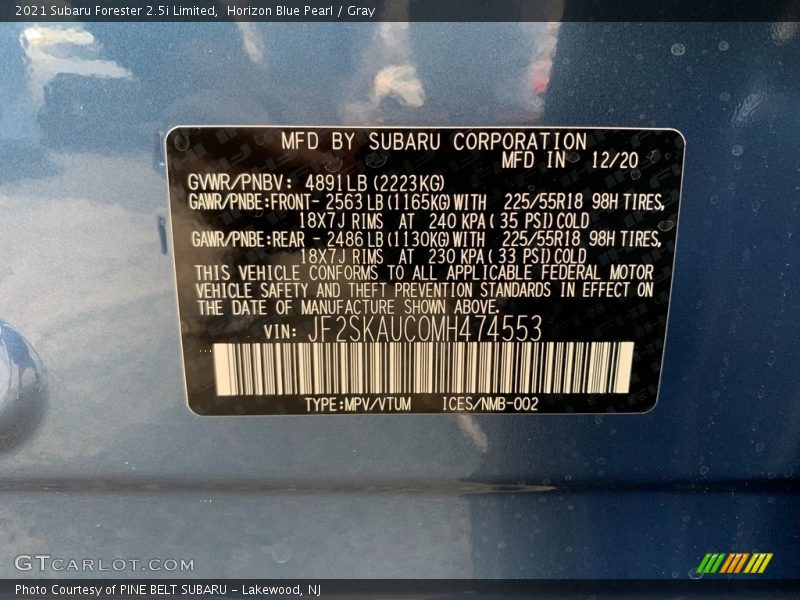 2021 Subaru Forester 2.5i Limited,  Horizon Blue Pearl / Gray
MFD BY SUBARU CORPORATION
MFD IN 12/20
GVWR/PNBV: 4891LB (2223KG)
GAWR/PNBE:FRONT- 2563LB(1165KG)WITH 225/55R18 98H TIRES,
18X7J RIMS AT 240 KPA( 35 PSI)COLD
GAWR/PNBE:REAR - 2486LB(1130KG)WITH 225/55R18 98H TIRES,
18X7J RIMS AT 230 KPA( 33 PSI)COLD
THIS VEHICLE CONFORMS TO ALL APPLICABLE FEDERAL MOTOR
VEHICLE SAFETY AND THEFT PREVENTION STANDARDS IN EFFECT ON
THE DATE OF MANUFACTURE SHOWN ABOVE.
VIN: JF2SKAUC0MH474553
TYPE:MPV/VTUM ICES/NMB-002
GTCARLOT.COM
Photo Courtesy of PINE BELT SUBARU - Lakewood, NJ